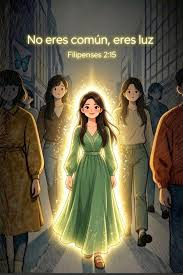 No eres común, eres luz
Filipenses 2:15